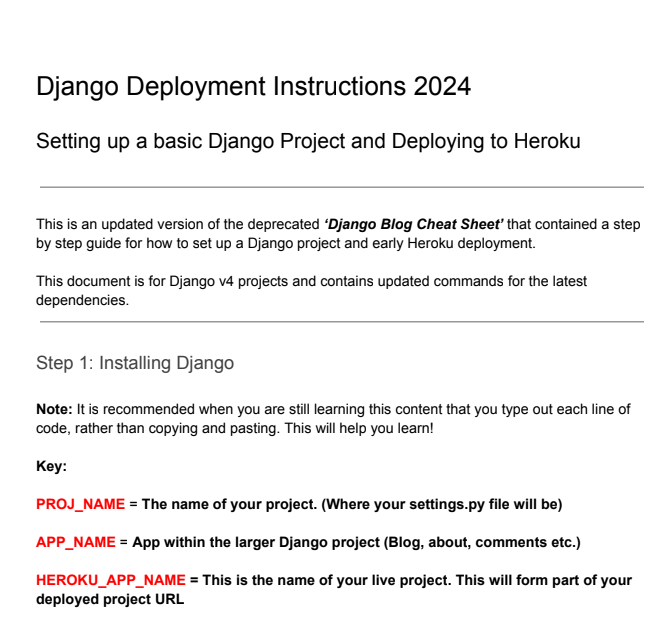 Django Deployment Instructions 2024
Setting up a basic Django Project and Deploying to Heroku
This is an updated version of the deprecated ‘Django Blog Cheat Sheet’ that contained a step
by step guide for how to set up a Django project and early Heroku deployment.
This document is for Django v4 projects and contains updated commands for the latest
dependencies.
Step 1: Installing Django
Note: It is recommended when you are still learning this content that you type out each line of
code, rather than copying and pasting. This will help you learn!
Key:
PROJ_NAME = The name of your project. (Where your settings.py file will be)
APP_NAME = App within the larger Django project (Blog, about, comments etc.)
HEROKU_APP_NAME = This is the name of your live project. This will form part of your
deployed project URL